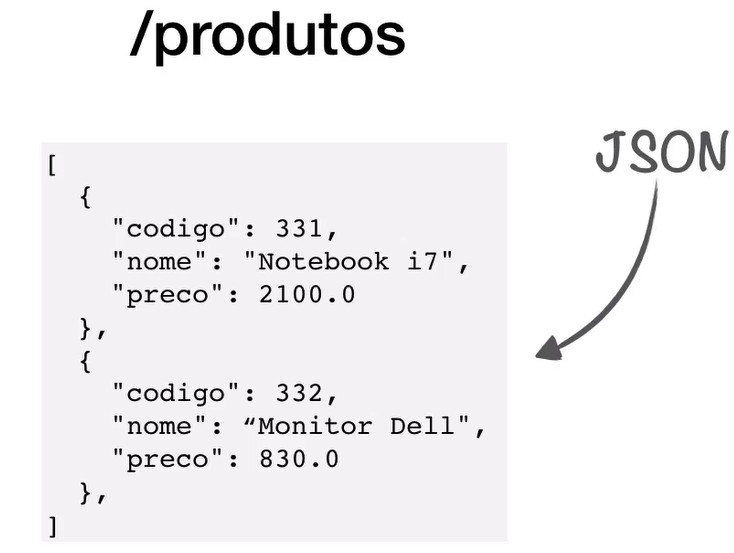 /produtos
JSON
[
  {
    "codigo": 331,
    "nome": "Notebook i7",
    "preco": 2100.0
  },
  {
    "codigo": 332,
    "nome": “Monitor Dell",
    "preco": 830.0
  },
]